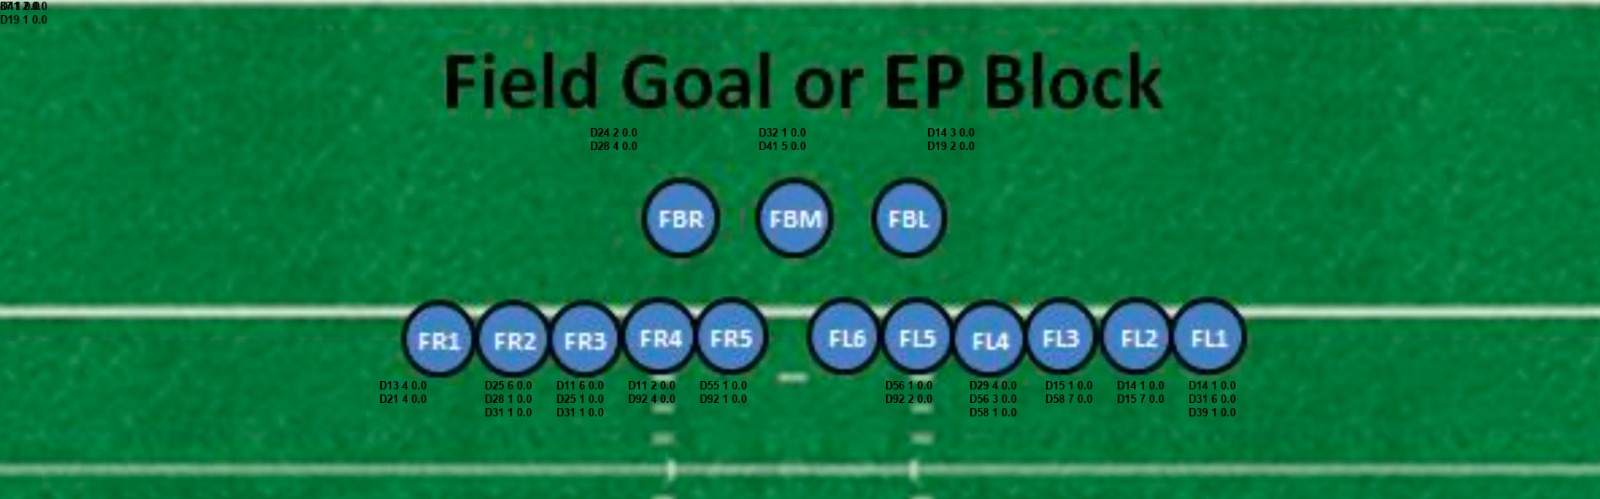 D19 1 0.0
Field Goal or EP Block
D24 2 0.0
D28 4 0.0
D32 1 0.0
D41 5 0.0
D14 3 0.0
D19 2 0.0
FBR
FBM
FBL
FR1
FR2
FR3
FR4
FR5
FL6
FL5
FL4
FL3
FL2
FL1
D13 4 0.0
D21 4 0.0
D25 6 0.0
D28 1 0.0
D31 1 0.0
D11 6 0.0
D25 1 0.0
D31 1 0.0
D11 2 0.0
D92 4 0.0
D55 1 0.0
D92 1 0.0
D56 1 0.0
D92 2 0.0
D29 4 0.0
D56 3 0.0
D58 1 0.0
D15 1 0.0
D58 7 0.0
D14 1 0.0
D15 7 0.0
D14 1 0.0
D31 6 0.0
D39 1 0.0